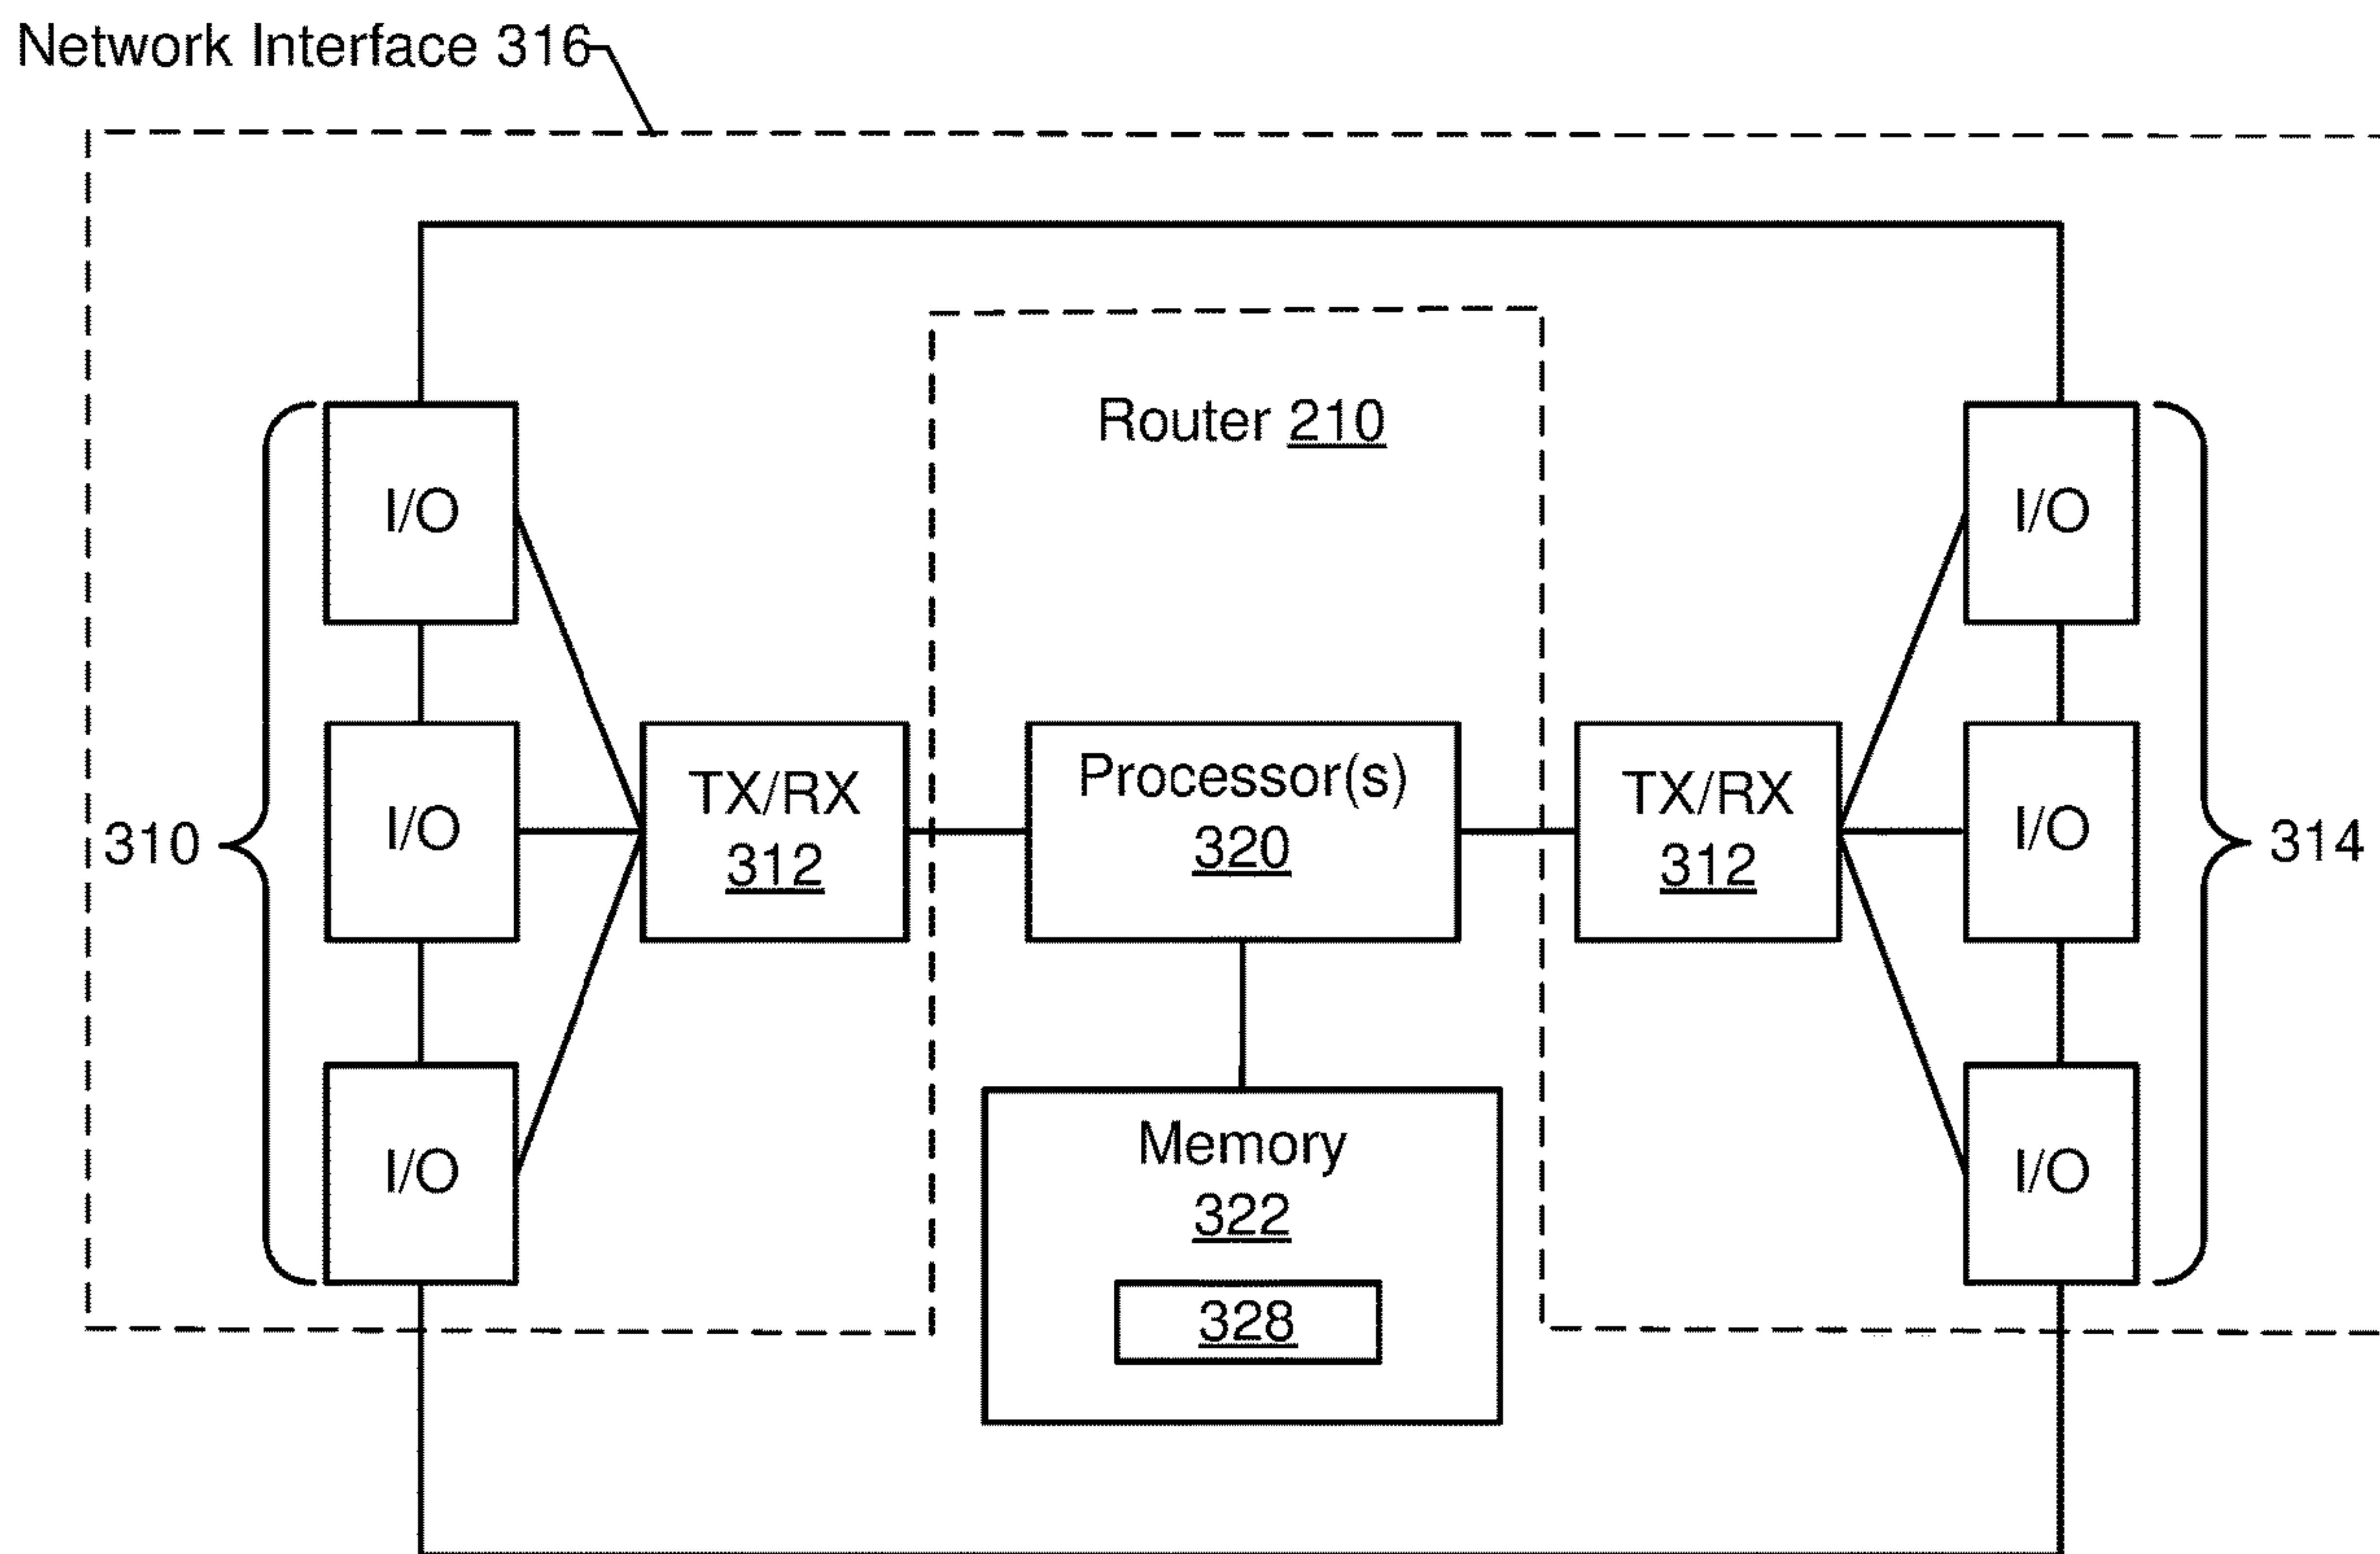 Network Interface 316
Router 210
I/O
I/O
310
I/O
I/O
TX/RX
312
Processor(s)
320
TX/RX
312
I/O
314
I/O
Memory
322
328
I/O